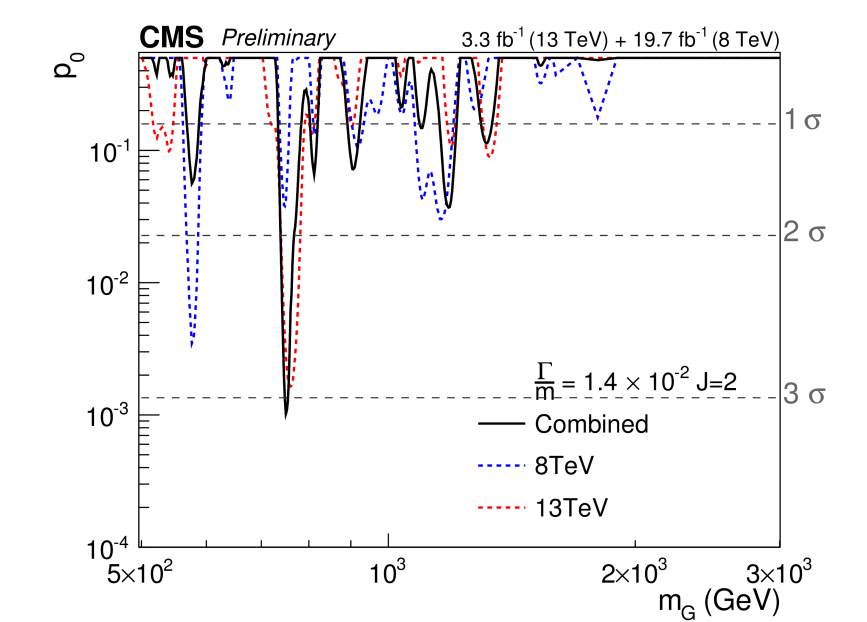 CMS Preliminary 3.3 fb⁻¹ (13 TeV) + 19.7 fb⁻¹ (8 TeV)
p₀
1 σ
10⁻¹
2 σ
10⁻²
Γ/m = 1.4 × 10⁻² J=2
3 σ
10⁻³
Combined
8TeV
13TeV
10⁻⁴
5×10² 10³ 2×10³ 3×10³
m_G (GeV)